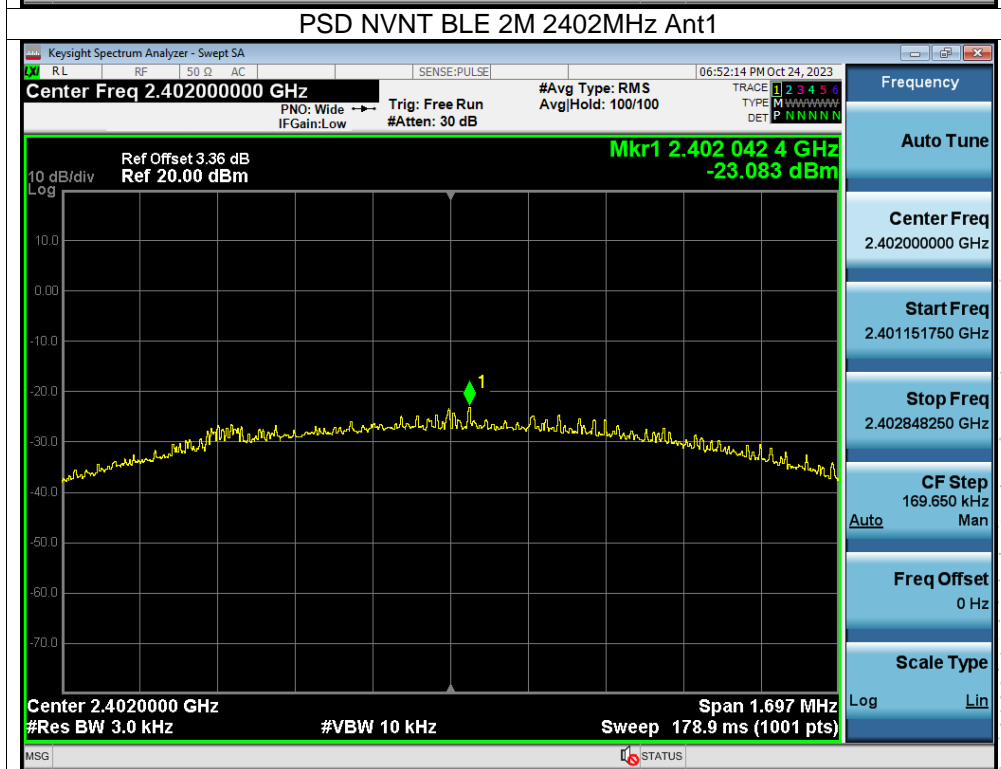 PSD NVNT BLE 2M 2402MHz Ant1
Keysight Spectrum Analyzer - Swept SA
LXI RL RF 50 Ω AC SENSE:PULSE 06:52:14 PM Oct 24, 2023
Center Freq 2.402000000 GHz #Avg Type: RMS TRACE 1 2 3 4 5 6
PNO: Wide Trig: Free Run Avg|Hold: 100/100 TYPE M WWWWW
IFGain:Low #Atten: 30 dB DET P N N N N N
Mkr1 2.402 042 4 GHz
-23.083 dBm
Ref Offset 3.36 dB
10 dB/div Ref 20.00 dBm
Log
10.0
0.00
-10.0
-20.0
-30.0
-40.0
-50.0
-60.0
-70.0
1
Center 2.4020000 GHz Span 1.697 MHz
#Res BW 3.0 kHz #VBW 10 kHz Sweep 178.9 ms (1001 pts)
MSG STATUS
Frequency
Auto Tune
Center Freq
2.402000000 GHz
Start Freq
2.401151750 GHz
Stop Freq
2.402848250 GHz
CF Step
169.650 kHz
Auto Man
Freq Offset
0 Hz
Scale Type
Log Lin